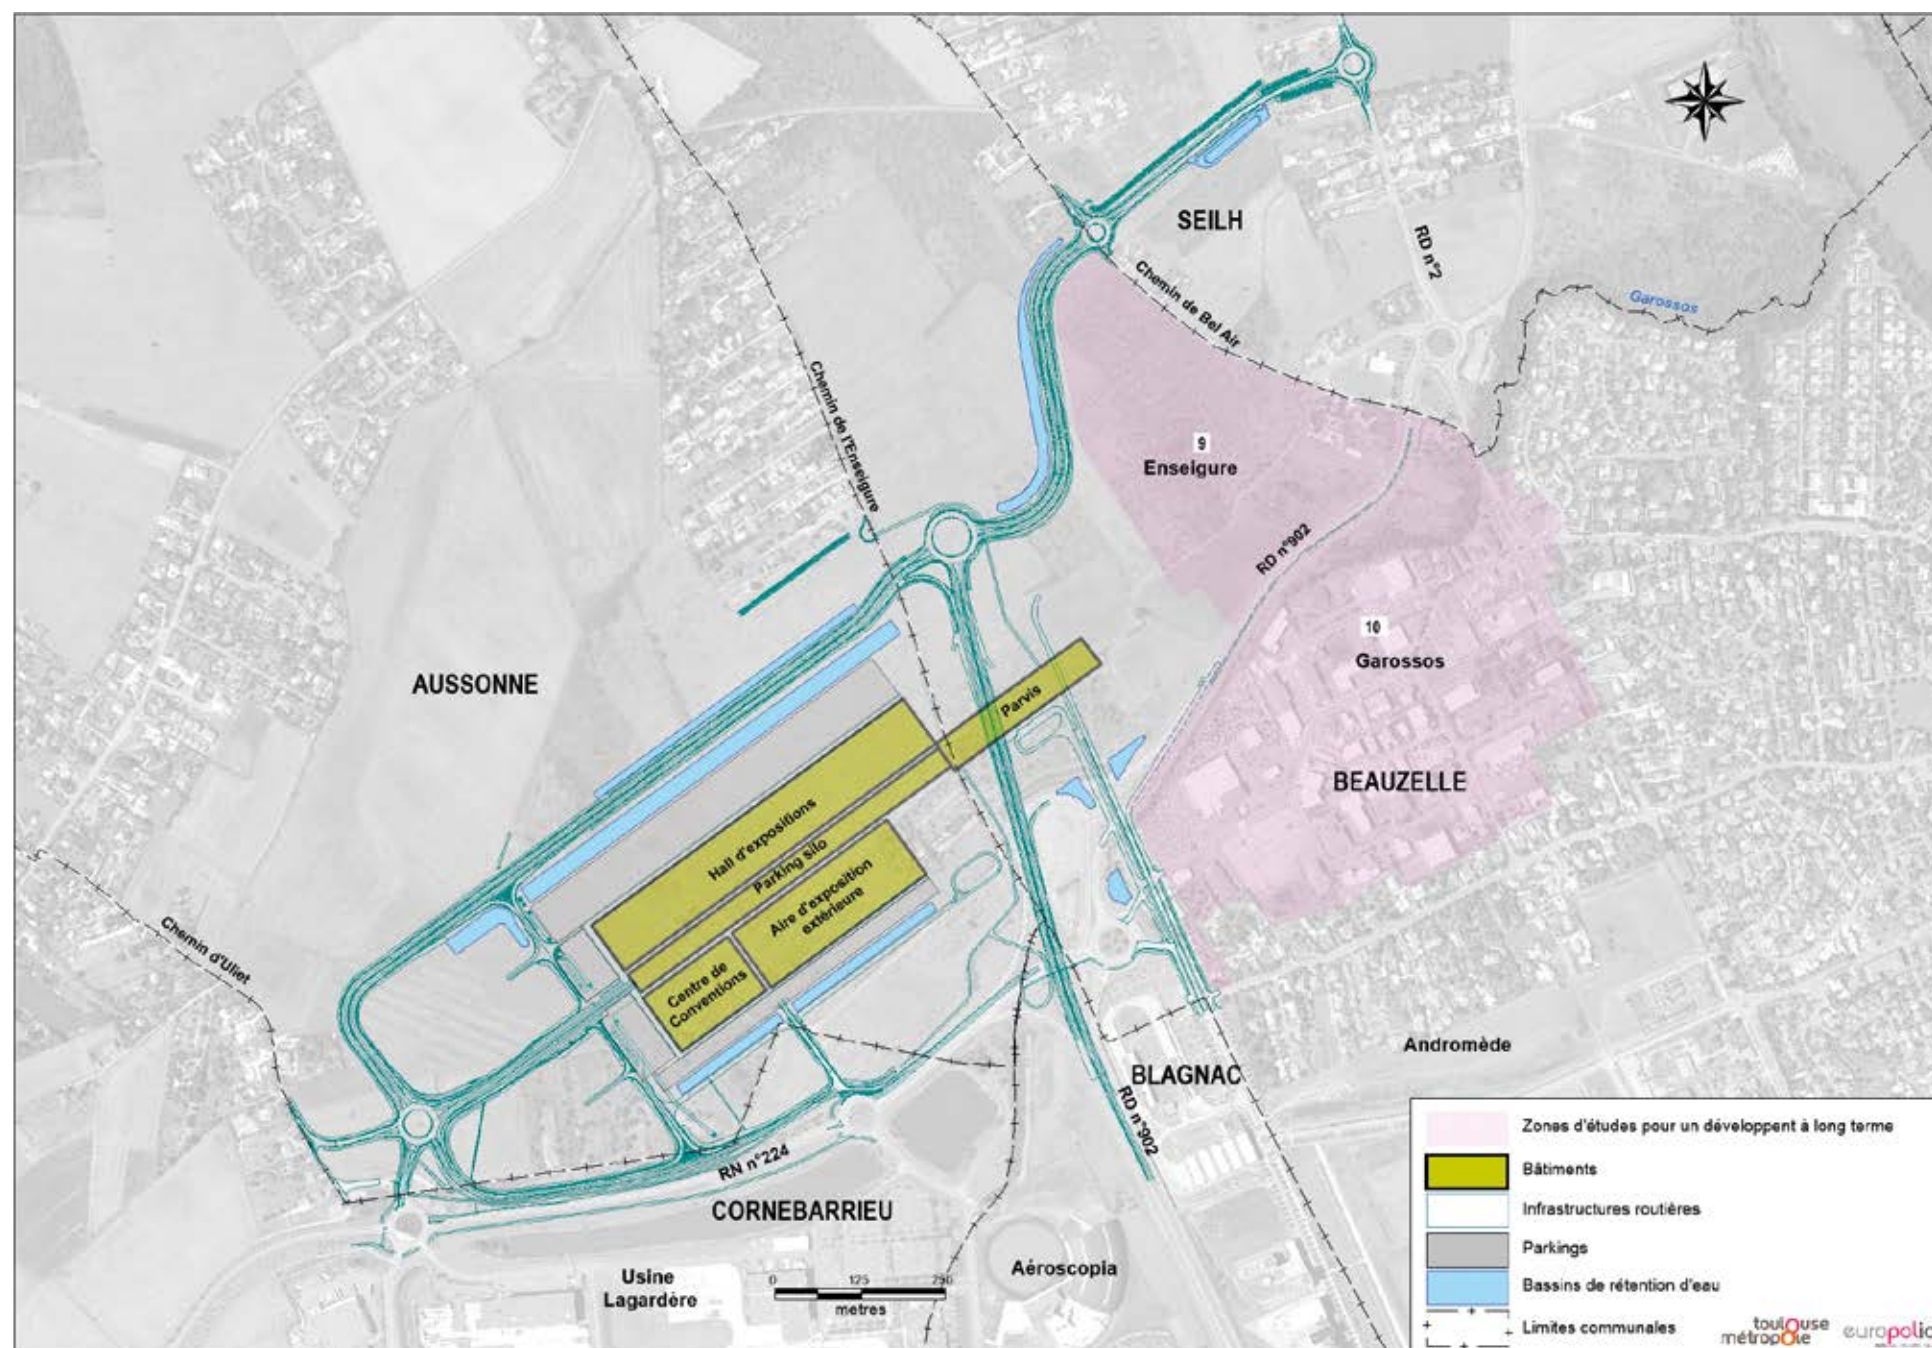 SEILH
RD n°2
Chemin de Bel Air
Garossos
Chemin de l'Enseigure
9
Enseigure
RD n°902
10
Garossos
AUSSONNE
Parvis
BEAUZELLE
Hall d'expositions
Parking silo
Aire d'exposition
extérieure
Centre de
Conventions
Chemin d'Uliet
Andromède
BLAGNAC
RD n°902
RN n°224
CORNEBARRIEU
Aéroscopia
Usine
Lagardère
0 125 250
metres
Zones d'études pour un développent à long terme
Bâtiments
Infrastructures routières
Parkings
Bassins de rétention d'eau
Limites communales
toulouse
métropole
europolia